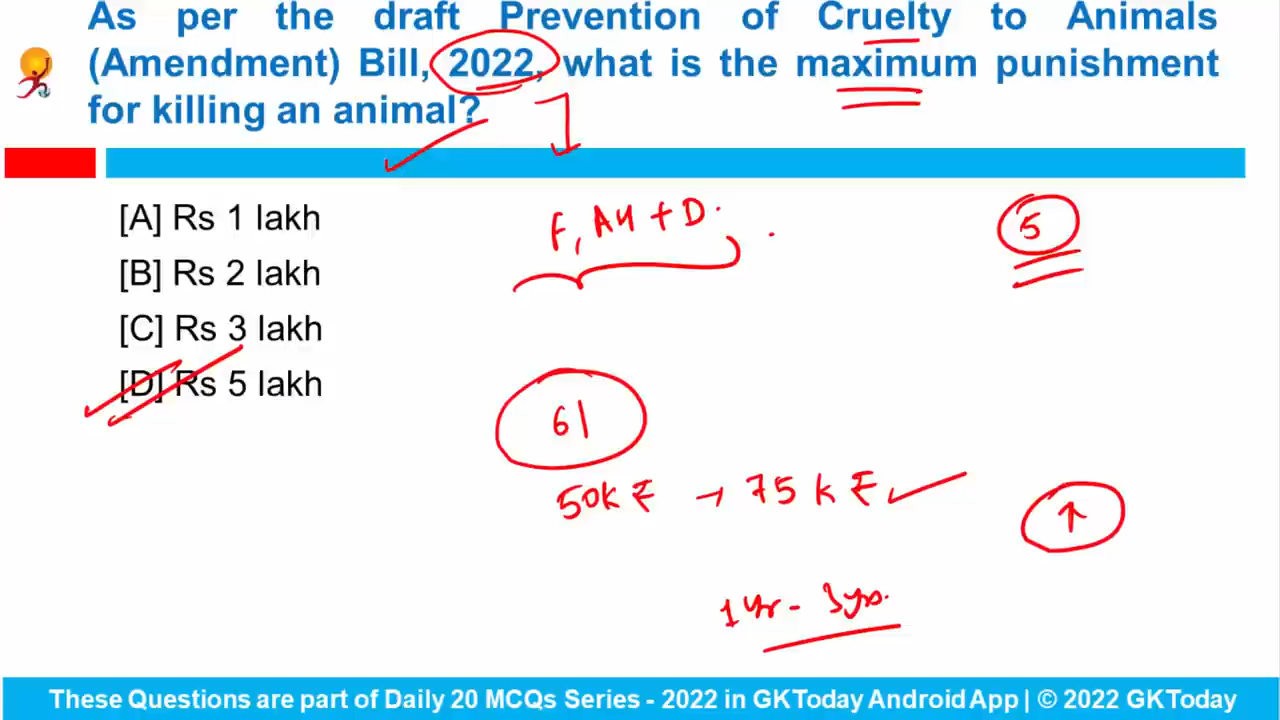 As per the draft Prevention of Cruelty to Animals
(Amendment) Bill, 2022, what is the maximum punishment
for killing an animal?
[A] Rs 1 lakh
F, AH + D.
5
[B] Rs 2 lakh
[C] Rs 3 lakh
[D] Rs 5 lakh
61
50k ₹ → 75 k ₹
↑
1 yr - 3 yrs.
These Questions are part of Daily 20 MCQs Series - 2022 in GKToday Android App | © 2022 GKToday